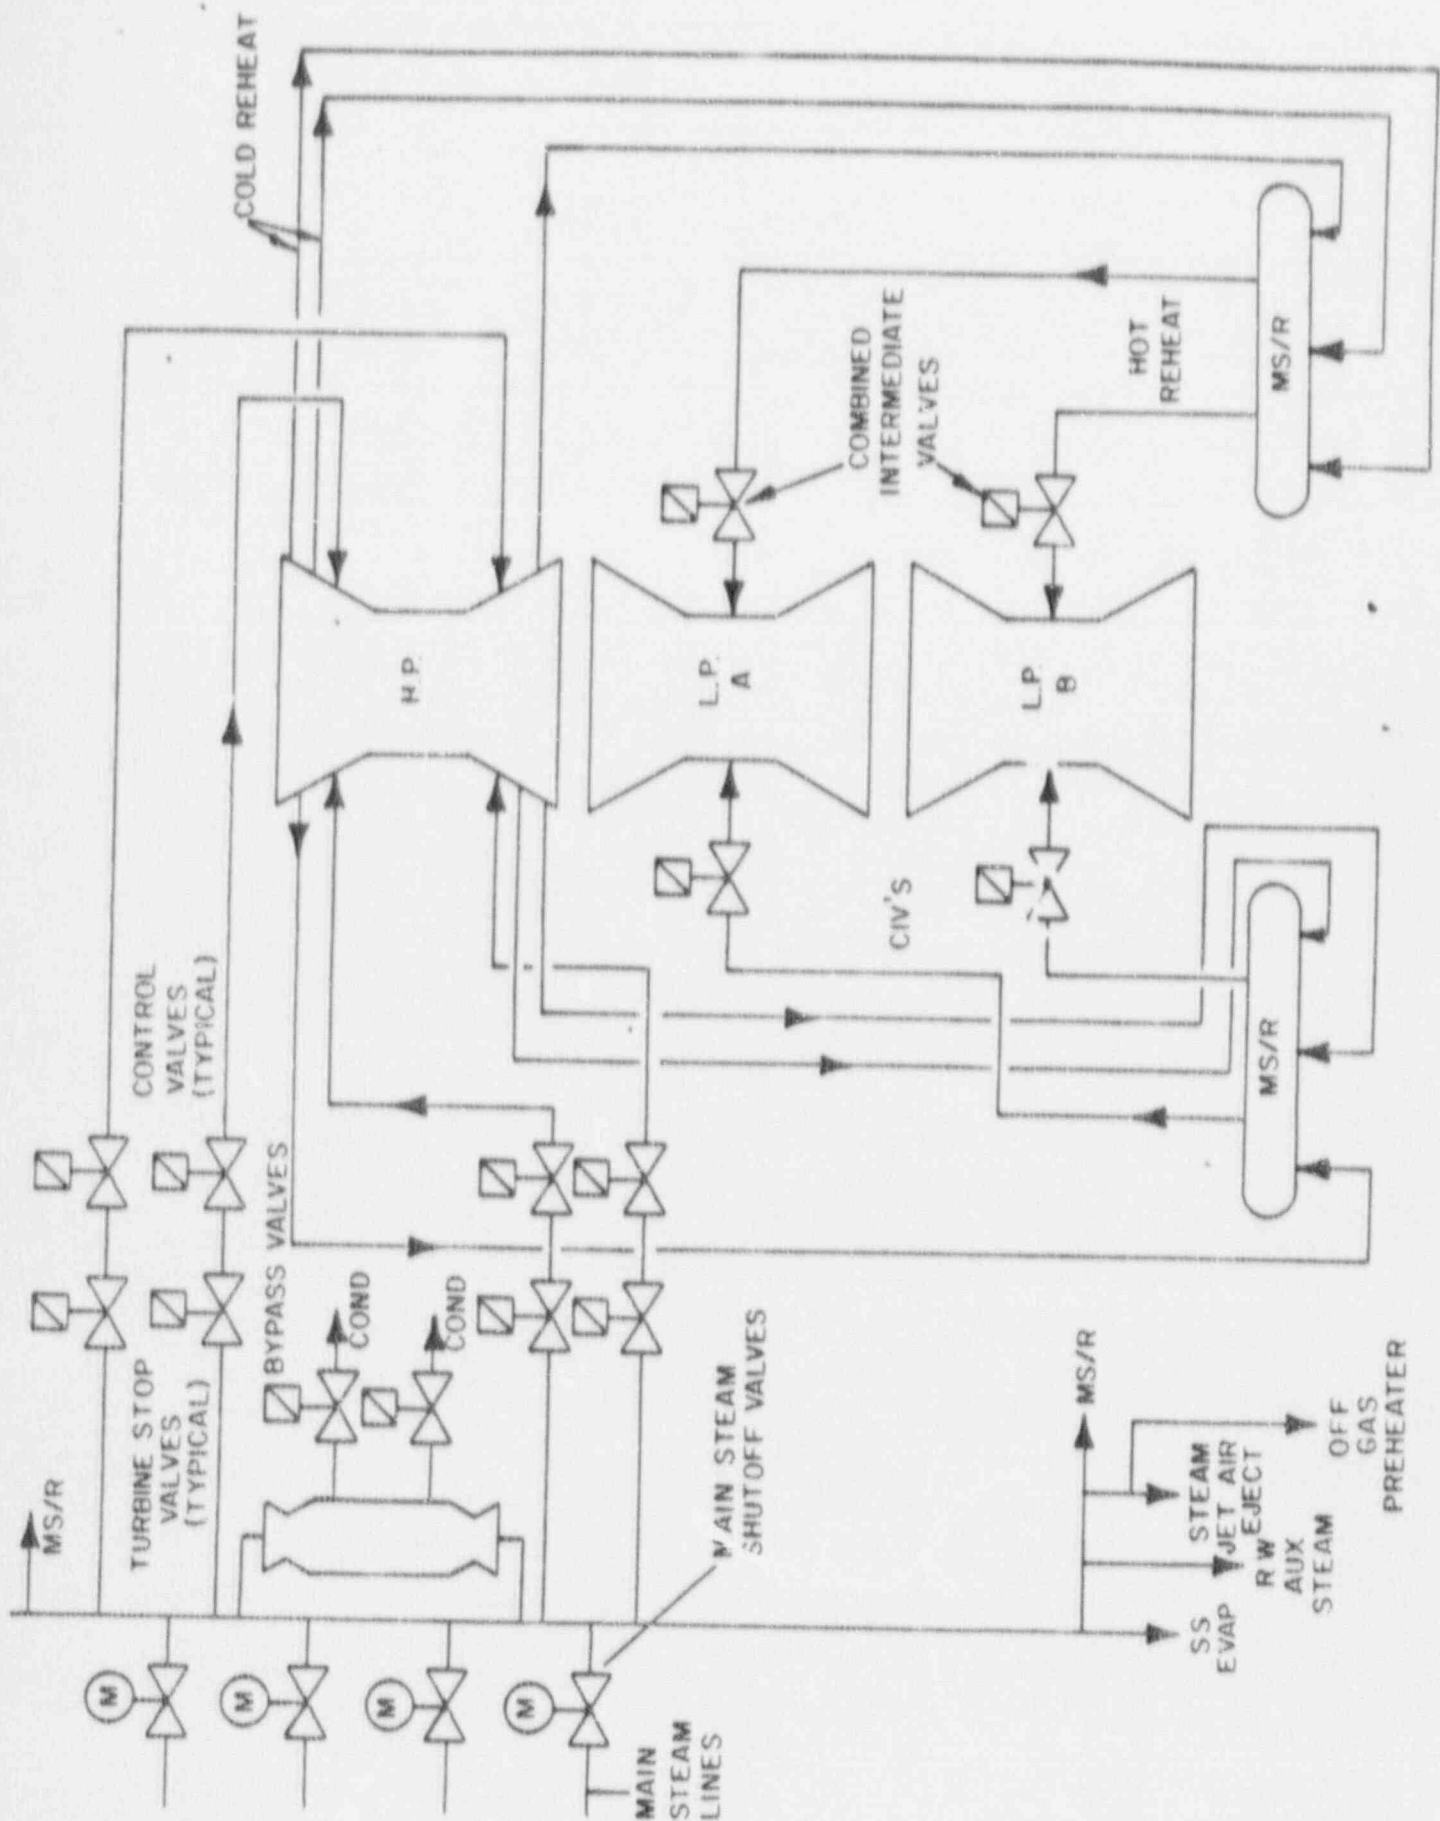 COLD REHEAT
COMBINED
INTERMEDIATE
VALVES
HOT
REHEAT
MS/R
H.P.
L.P.
A
L.P.
B
CIV'S
MS/R
CONTROL
VALVES
(TYPICAL)
BYPASS VALVES
COND
COND
TURBINE STOP
VALVES
(TYPICAL)
MS/R
MAIN STEAM
SHUTOFF VALVES
M
M
M
M
MAIN
STEAM
LINES
MS/R
OFF
GAS
PREHEATER
STEAM
JET AIR
EJECT
RW
AUX
STEAM
SS
EVAP